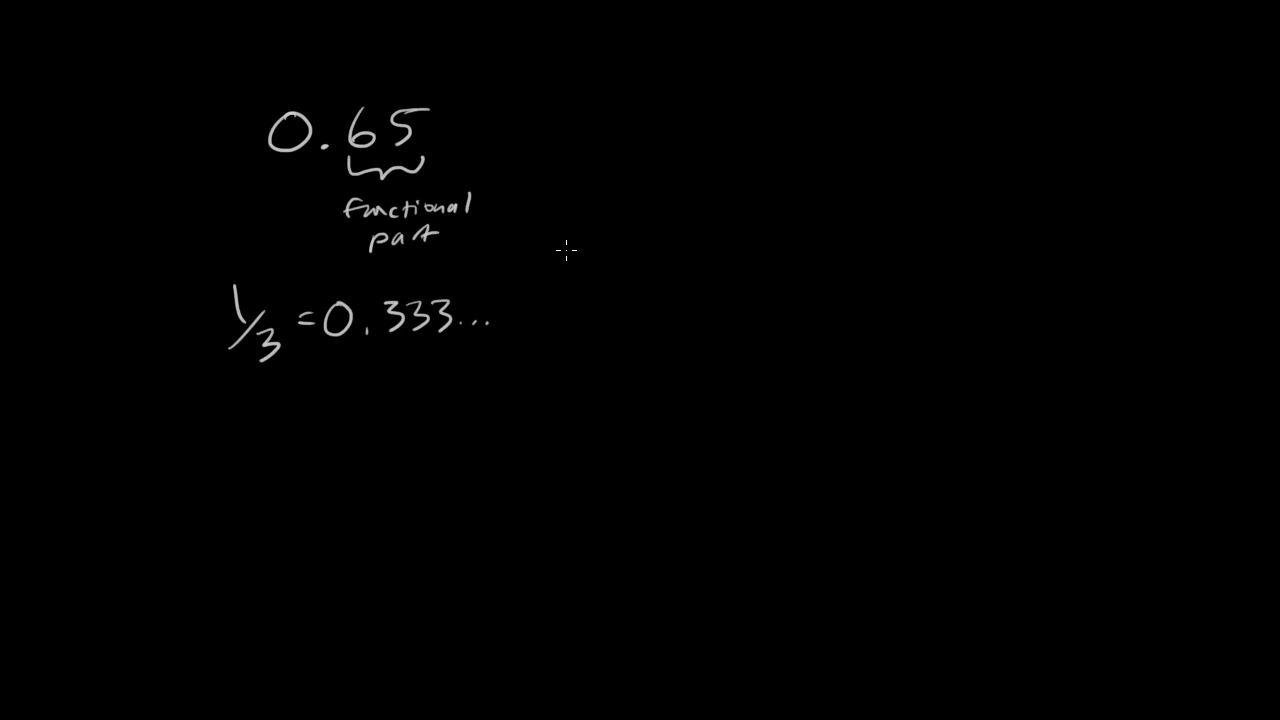 0.65
fractional
part
1/3 = 0.333...